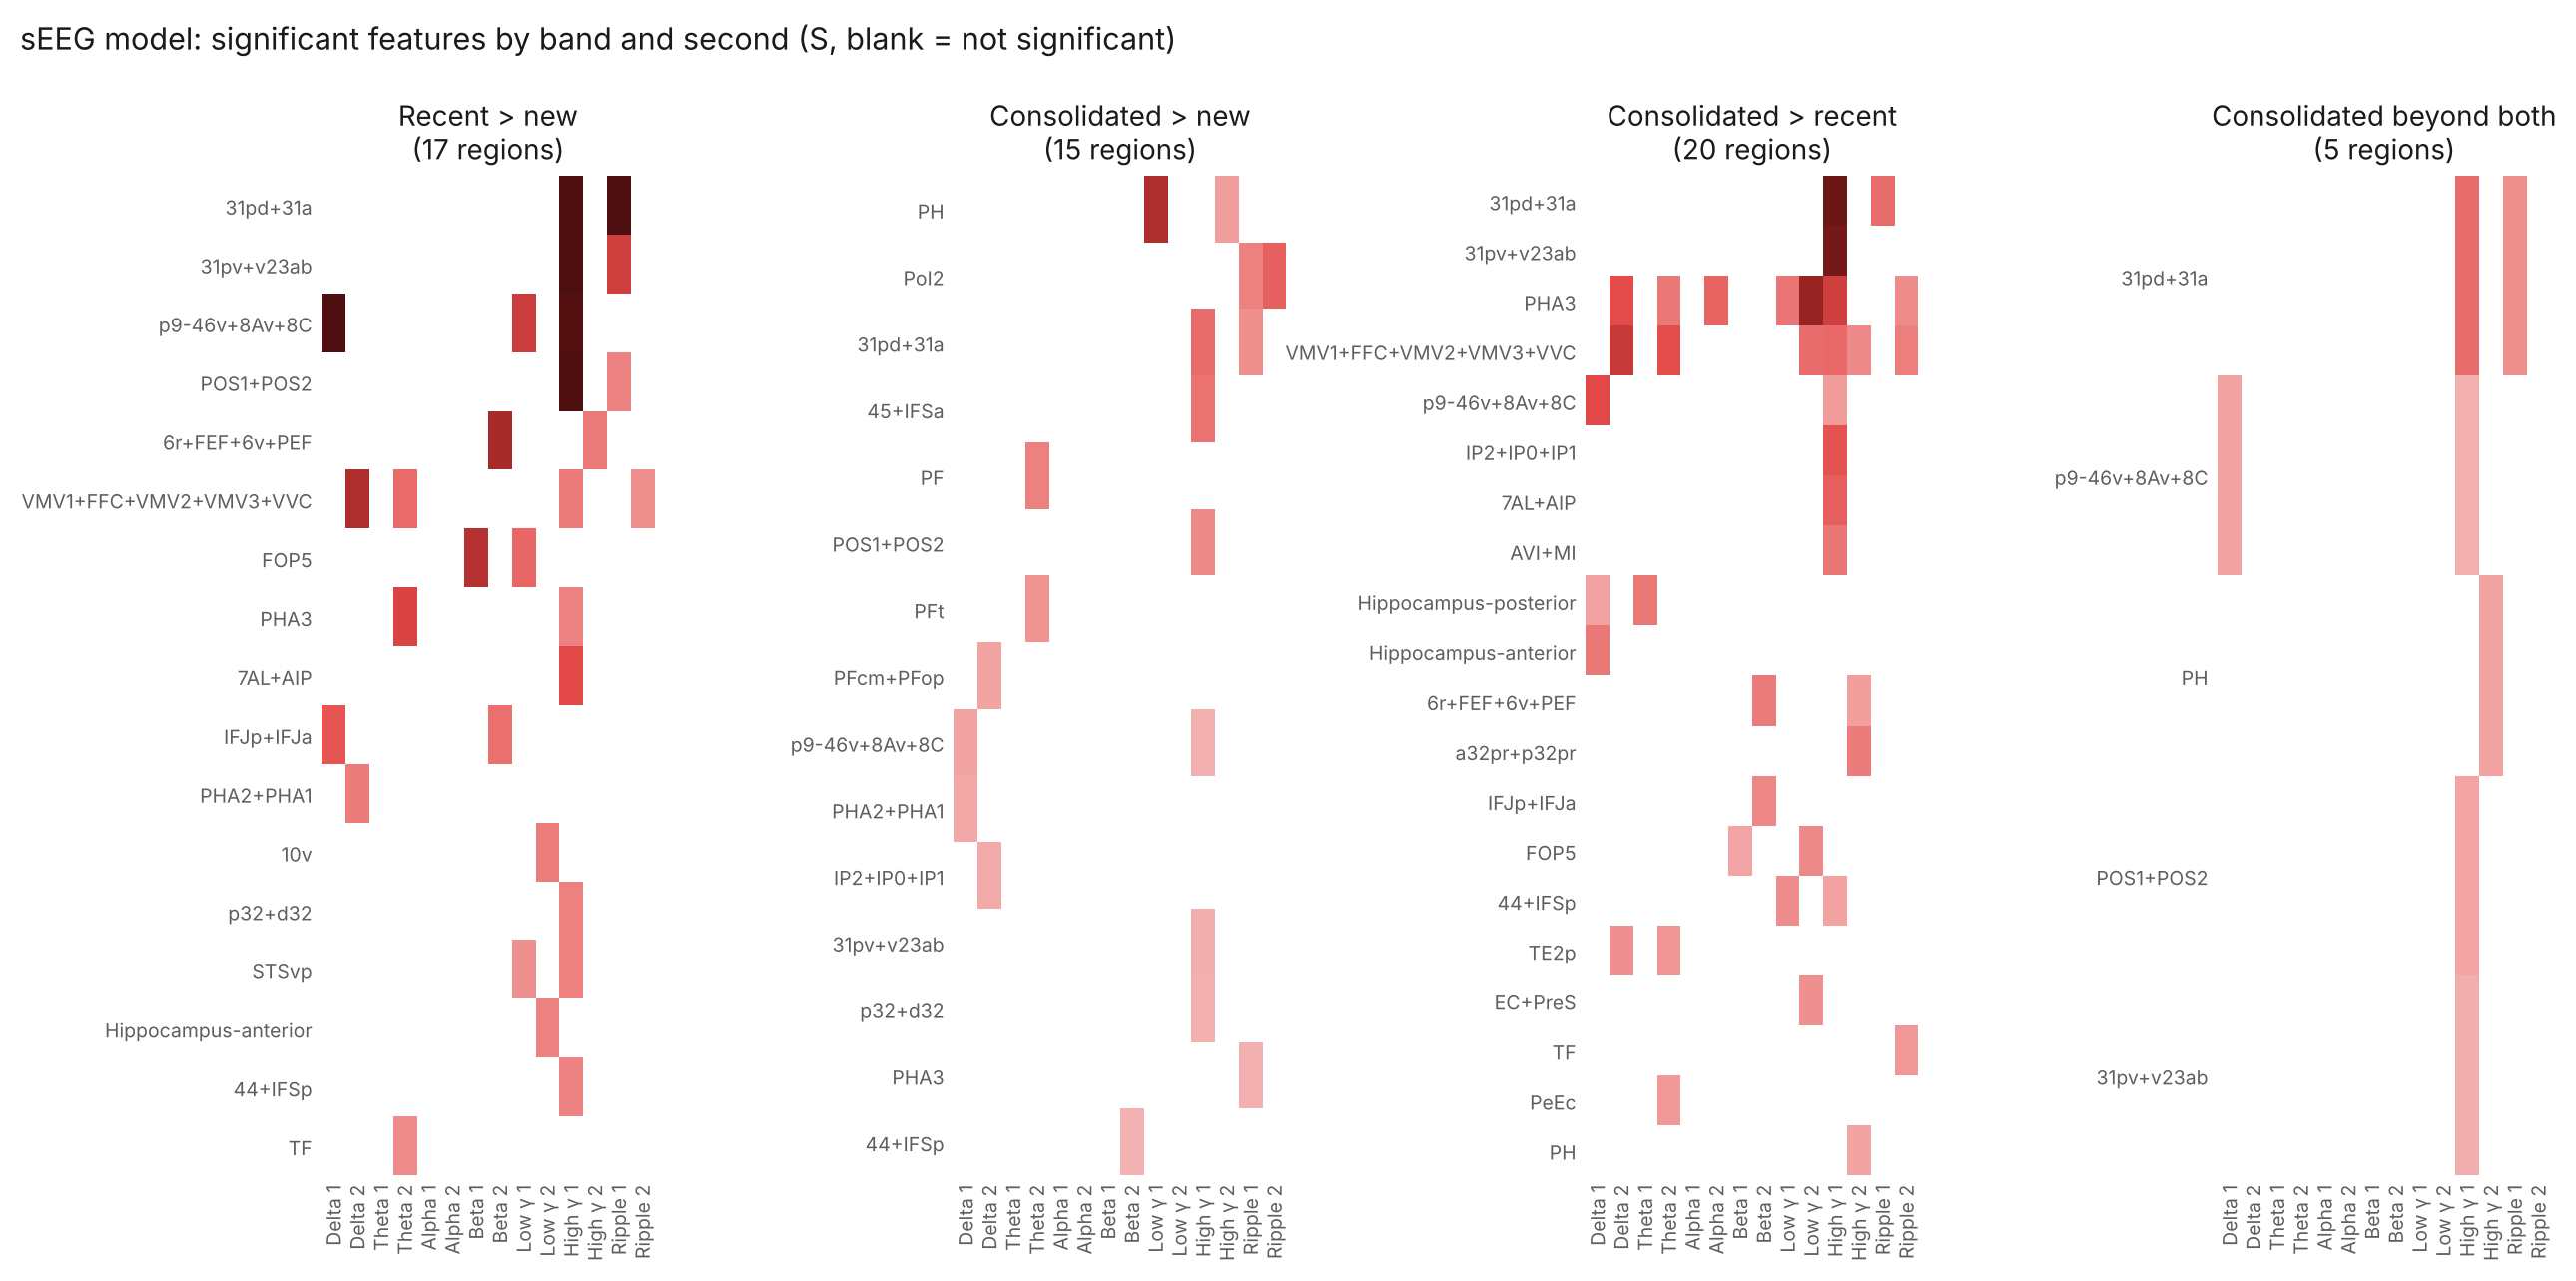 sEEG model: significant features by band and second (S, blank = not significant)
Recent > new
(17 regions)
31pd+31a
31pv+v23ab
p9-46v+8Av+8C
POS1+POS2
6r+FEF+6v+PEF
VMV1+FFC+VMV2+VMV3+VVC
FOP5
PHA3
7AL+AIP
IFJp+IFJa
PHA2+PHA1
10v
p32+d32
STSvp
Hippocampus-anterior
44+IFSp
TF
Delta 1
Delta 2
Theta 1
Theta 2
Alpha 1
Alpha 2
Beta 1
Beta 2
Low γ 1
Low γ 2
High γ 1
High γ 2
Ripple 1
Ripple 2
Consolidated > new
(15 regions)
PH
PoI2
31pd+31a
45+IFSa
PF
POS1+POS2
PFt
PFcm+PFop
p9-46v+8Av+8C
PHA2+PHA1
IP2+IP0+IP1
31pv+v23ab
p32+d32
PHA3
44+IFSp
Delta 1
Delta 2
Theta 1
Theta 2
Alpha 1
Alpha 2
Beta 1
Beta 2
Low γ 1
Low γ 2
High γ 1
High γ 2
Ripple 1
Ripple 2
Consolidated > recent
(20 regions)
31pd+31a
31pv+v23ab
PHA3
VMV1+FFC+VMV2+VMV3+VVC
p9-46v+8Av+8C
IP2+IP0+IP1
7AL+AIP
AVI+MI
Hippocampus-posterior
Hippocampus-anterior
6r+FEF+6v+PEF
a32pr+p32pr
IFJp+IFJa
FOP5
44+IFSp
TE2p
EC+PreS
TF
PeEc
PH
Delta 1
Delta 2
Theta 1
Theta 2
Alpha 1
Alpha 2
Beta 1
Beta 2
Low γ 1
Low γ 2
High γ 1
High γ 2
Ripple 1
Ripple 2
Consolidated beyond both
(5 regions)
31pd+31a
p9-46v+8Av+8C
PH
POS1+POS2
31pv+v23ab
Delta 1
Delta 2
Theta 1
Theta 2
Alpha 1
Alpha 2
Beta 1
Beta 2
Low γ 1
Low γ 2
High γ 1
High γ 2
Ripple 1
Ripple 2